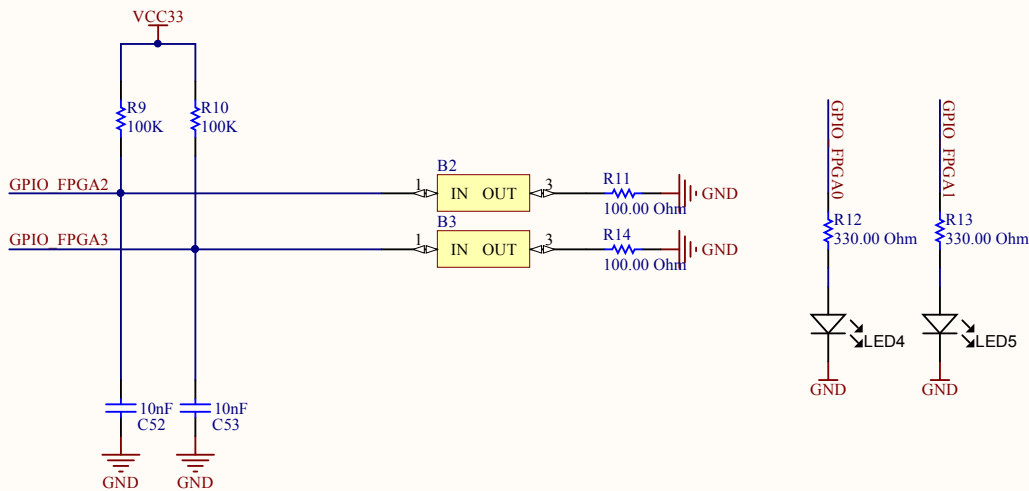 VCC33
R9
100K
R10
100K
GPIO_FPGA2
GPIO_FPGA3
B2
1
IN OUT
3
R11
100.00 Ohm
GND
B3
1
IN OUT
3
R14
100.00 Ohm
GND
10nF
C52
GND
10nF
C53
GND
GPIO_FPGA0
R12
330.00 Ohm
LED4
GND
GPIO_FPGA1
R13
330.00 Ohm
LED5
GND